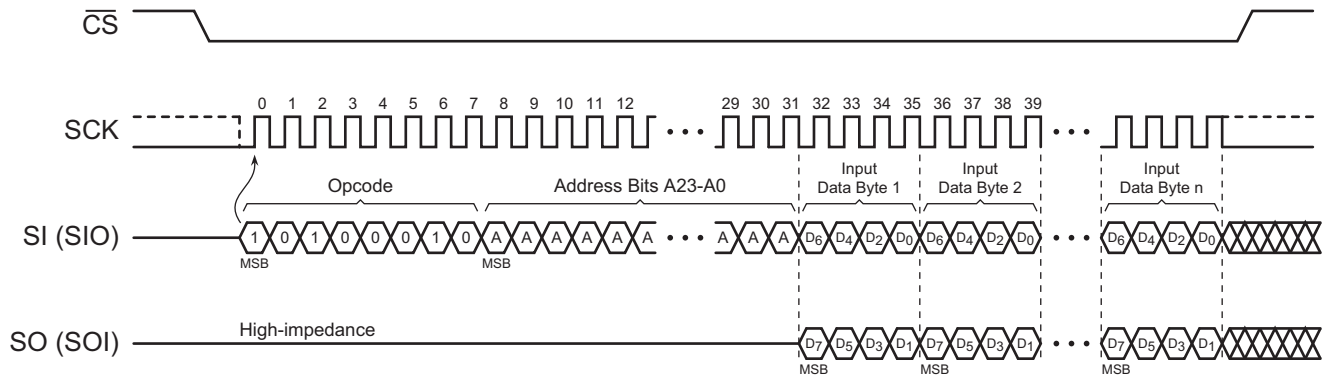 CS
0 1 2 3 4 5 6 7 8 9 10 11 12 29 30 31 32 33 34 35 36 37 38 39
SCK
Opcode
Address Bits A23-A0
Input
Data Byte 1
Input
Data Byte 2
Input
Data Byte n
SI (SIO)
1 0 1 0 0 0 1 0 A A A A A A A A A D6 D4 D2 D0 D6 D4 D2 D0 D6 D4 D2 D0
MSB MSB
High-impedance
SO (SOI)
D7 D5 D3 D1 D7 D5 D3 D1 D7 D5 D3 D1
MSB MSB MSB